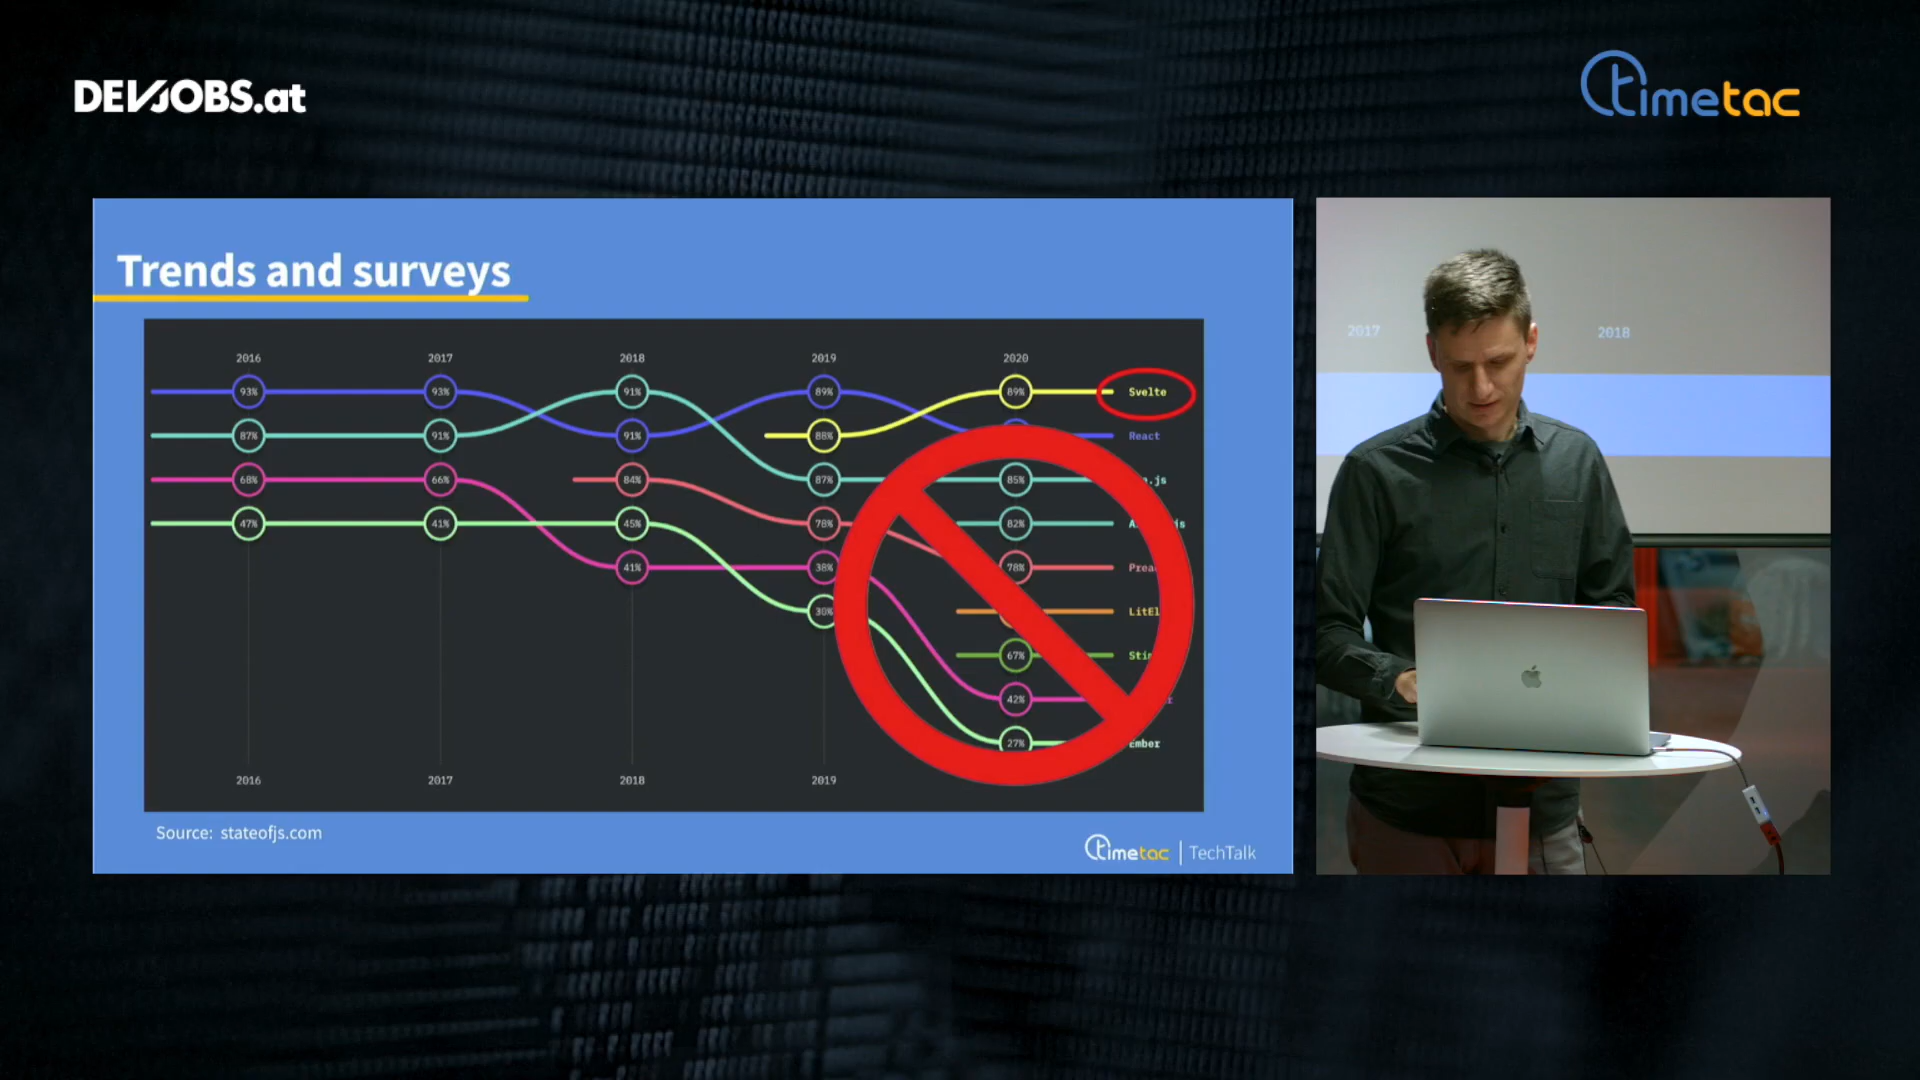 DEVJOBS.at
timetac
Trends and surveys
2016 2017 2018 2019 2020
93% 93% 91% 89% 89% Svelte
87% 91% 91% 88% React
68% 66% 84% 87% 85% .js
47% 41% 45% 78% 82% A js
41% 38% 78% Prea
30% LitEl
67% Sti
42% r
27% Ember
2016 2017 2018 2019
Source: stateofjs.com
timetac | TechTalk
2017 2018